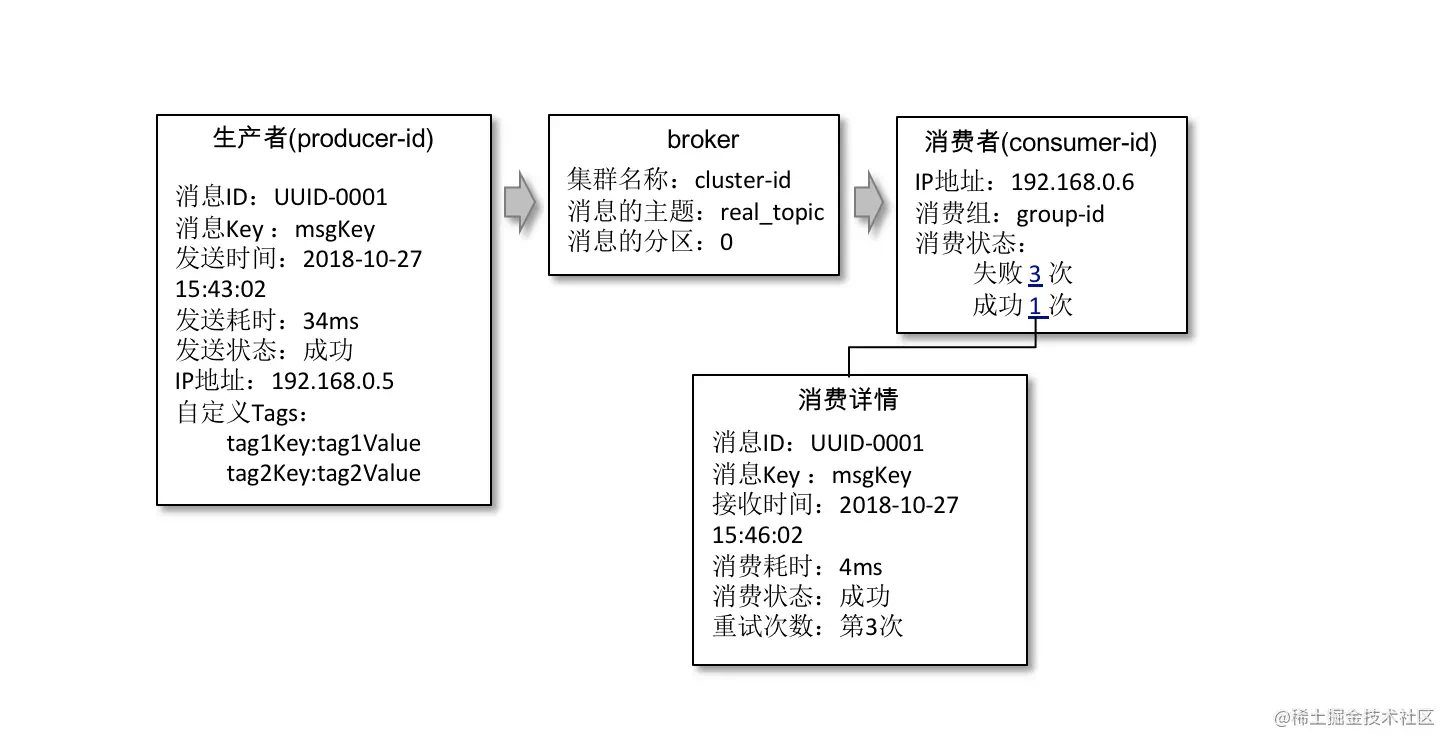 生产者(producer-id)
消息ID：UUID-0001
消息Key：msgKey
发送时间：2018-10-27
15:43:02
发送耗时：34ms
发送状态：成功
IP地址：192.168.0.5
自定义Tags：
tag1Key:tag1Value
tag2Key:tag2Value
broker
集群名称：cluster-id
消息的主题：real_topic
消息的分区：0
消费者(consumer-id)
IP地址：192.168.0.6
消费组：group-id
消费状态：
失败 3 次
成功 1 次
消费详情
消息ID：UUID-0001
消息Key：msgKey
接收时间：2018-10-27
15:46:02
消费耗时：4ms
消费状态：成功
重试次数：第3次
@稀土掘金技术社区